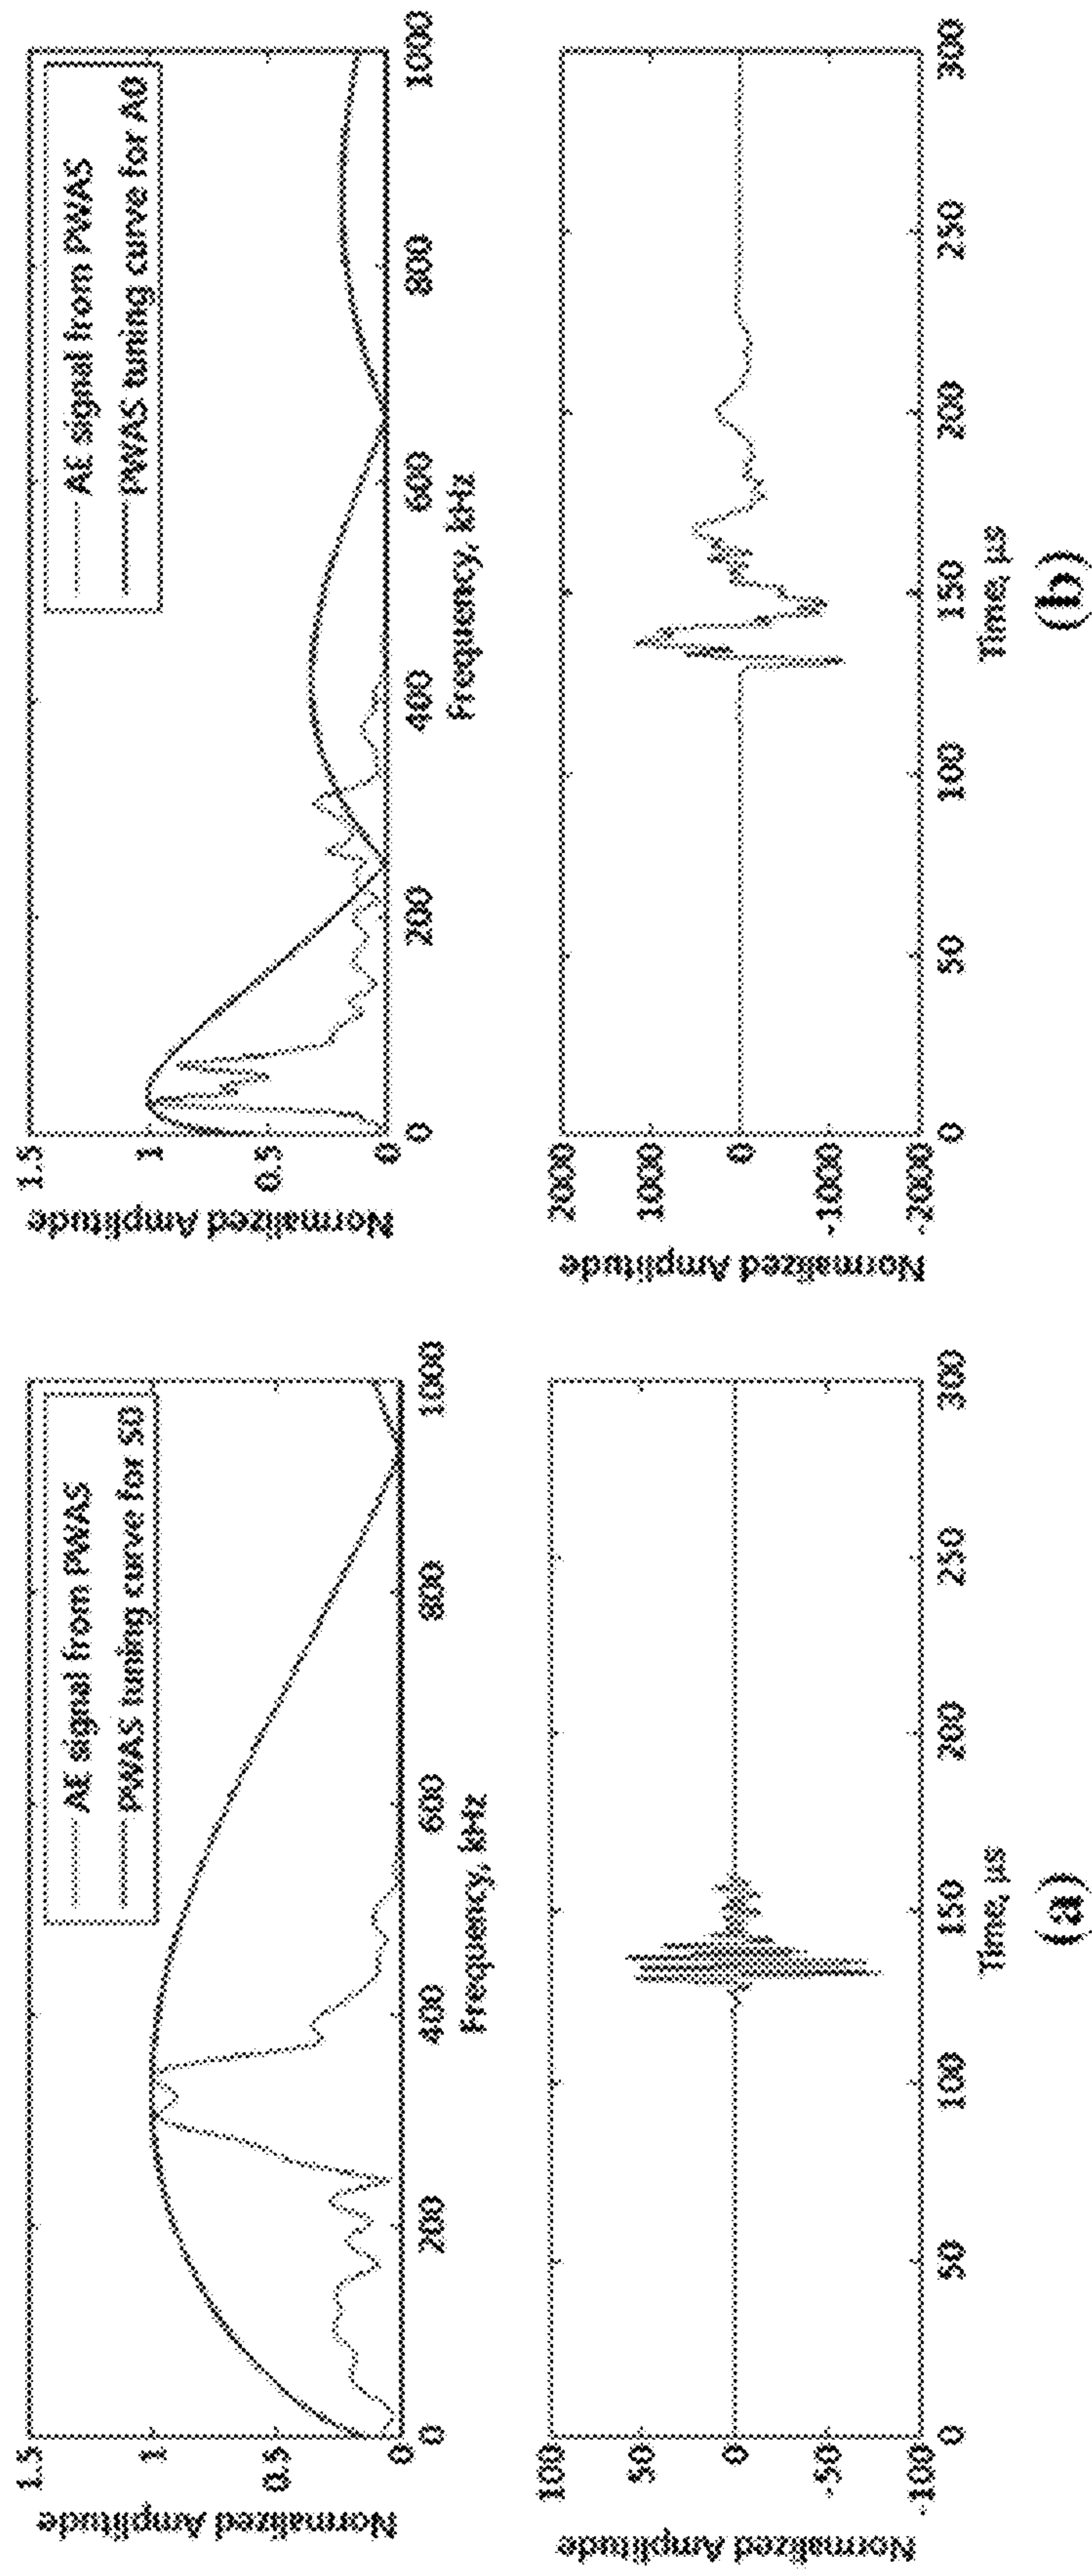 Normalized Amplitude
1.5
1
0.5
0
AE signal from PWAS
PWAS tuning curve for S0
0 200 400 600 800 1000
Frequency, kHz
Normalized Amplitude
100
50
0
-50
-100
0 50 100 150 200 250 300
Time, µs
(a)
Normalized Amplitude
1.5
1
0.5
0
AE signal from PWAS
PWAS tuning curve for A0
0 200 400 600 800 1000
Frequency, kHz
Normalized Amplitude
2000
1000
0
-1000
-2000
0 50 100 150 200 250 300
Time, µs
(b)